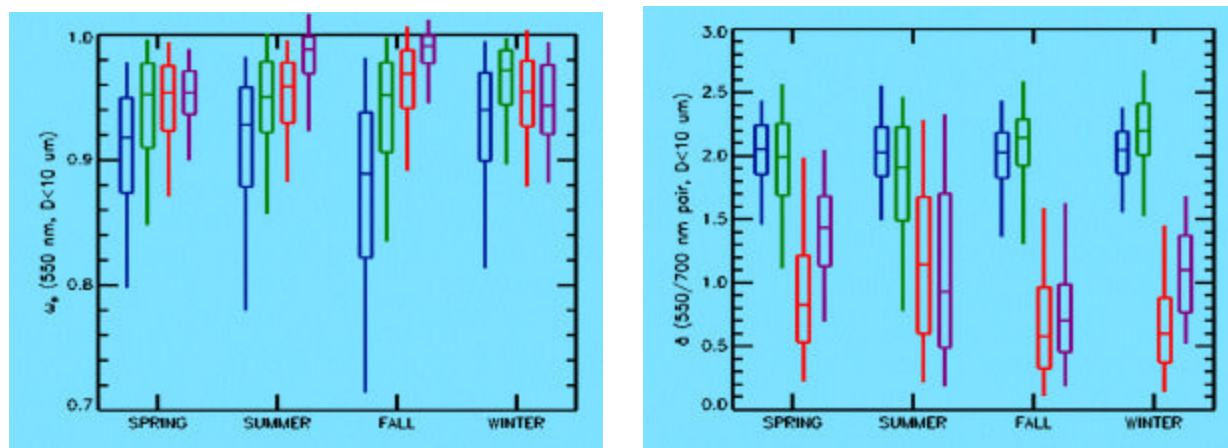 1.0
0.9
0.8
0.7
(550 nm, D<10 um)
SPRING SUMMER FALL WINTER
3.0
2.5
2.0
1.5
1.0
0.5
0.0
(550/700 nm pair, D<10 um)
SPRING SUMMER FALL WINTER